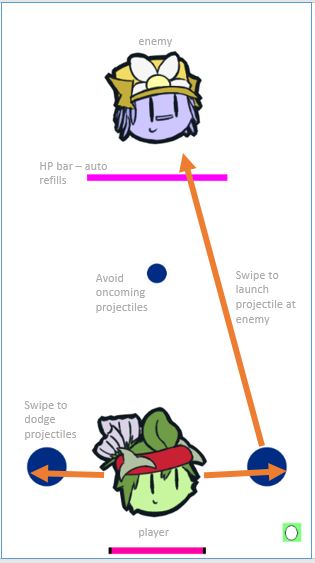 enemy
HP bar – auto
refills
Avoid
oncoming
projectiles
Swipe to
launch
projectile at
enemy
Swipe to
dodge
projectiles
player